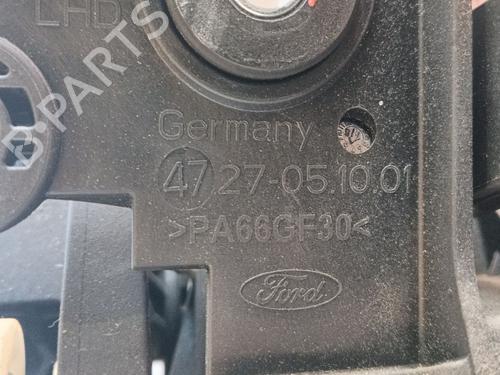 LHD
B-PARTS
Germany
47 27-05.10.01
>PA66GF30<
Ford